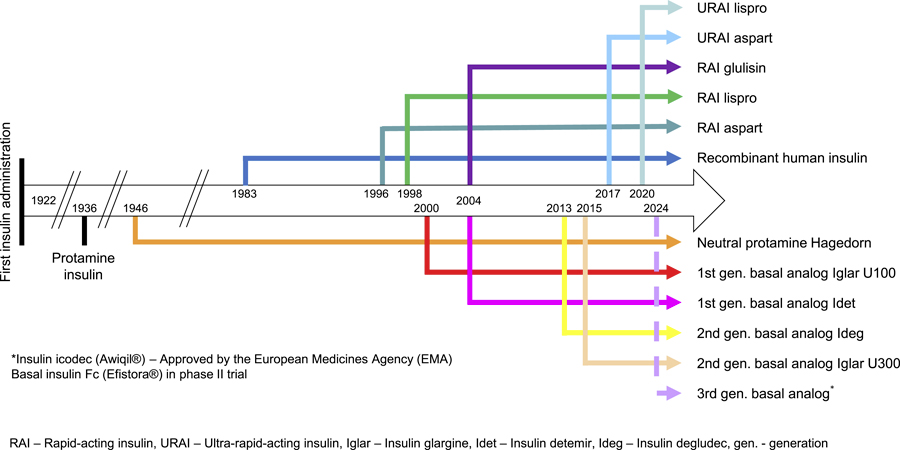 URAI lispro
URAI aspart
RAI glulisin
RAI lispro
RAI aspart
Recombinant human insulin
First insulin administration
1922
1936
1946
1983
1996
1998
2000
2004
2013
2015
2017
2020
2024
Protamine
insulin
Neutral protamine Hagedorn
1st gen. basal analog Iglar U100
1st gen. basal analog Idet
2nd gen. basal analog Ideg
2nd gen. basal analog Iglar U300
3rd gen. basal analog*
*Insulin icodec (Awiqil®) – Approved by the European Medicines Agency (EMA)
Basal insulin Fc (Efistora®) in phase II trial
RAI – Rapid-acting insulin, URAI – Ultra-rapid-acting insulin, Iglar – Insulin glargine, Idet – Insulin detemir, Ideg – Insulin degludec, gen. - generation